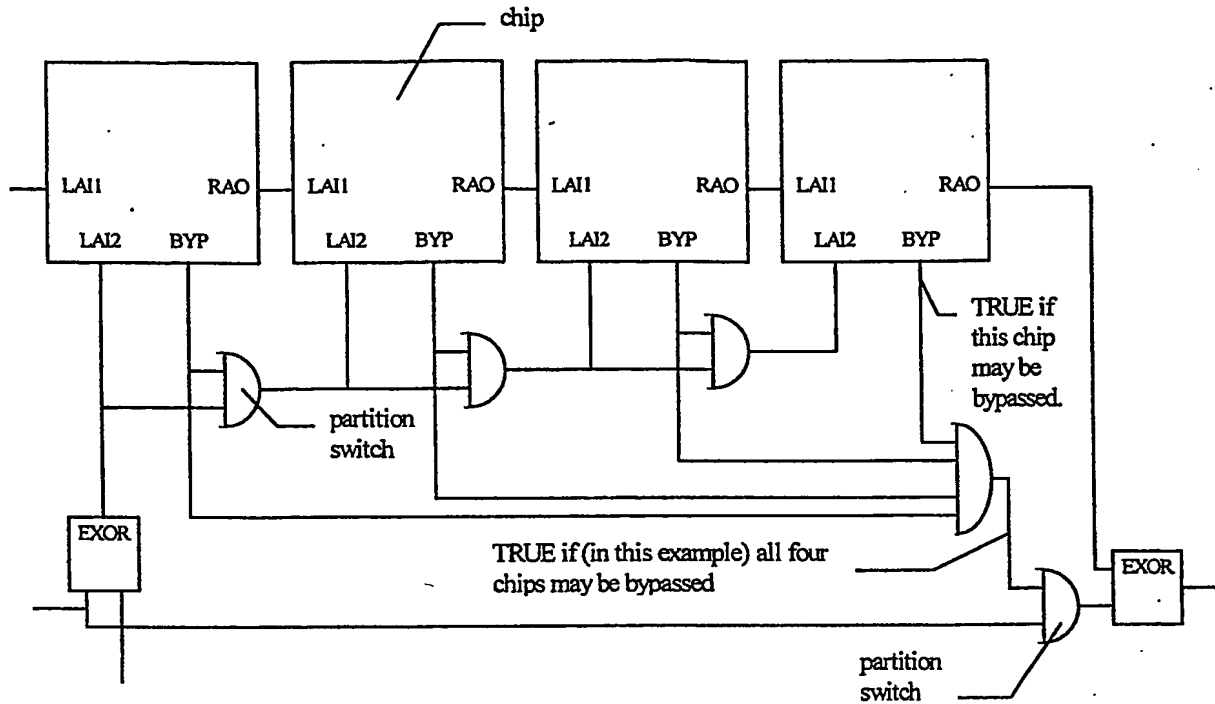 chip
LAI1 RAO LAI1 RAO LAI1 RAO LAI1 RAO
LAI2 BYP LAI2 BYP LAI2 BYP LAI2 BYP
TRUE if
this chip
may be
bypassed.
partition
switch
EXOR
TRUE if (in this example) all four
chips may be bypassed
EXOR
partition
switch